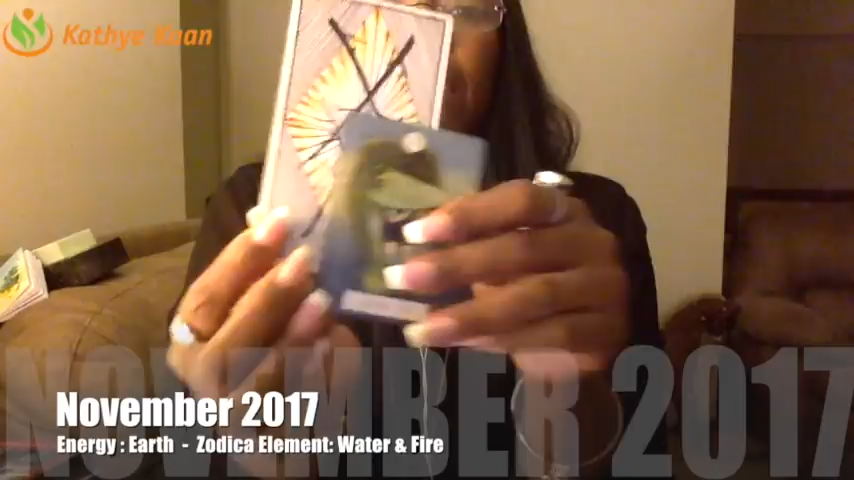 Kathye Kuan
November 2017
Energy : Earth - Zodica Element: Water & Fire
NOVEMBER 2017